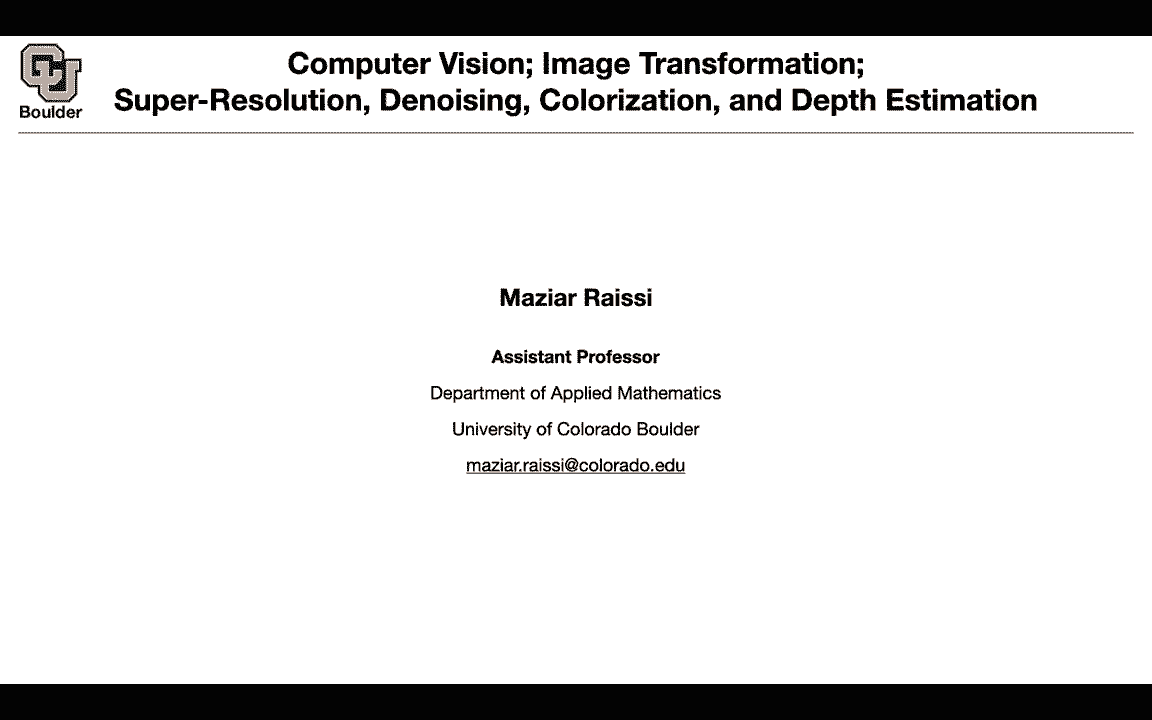 Computer Vision; Image Transformation;
Super-Resolution, Denoising, Colorization, and Depth Estimation
CU
Boulder
Maziar Raissi
Assistant Professor
Department of Applied Mathematics
University of Colorado Boulder
maziar.raissi@colorado.edu